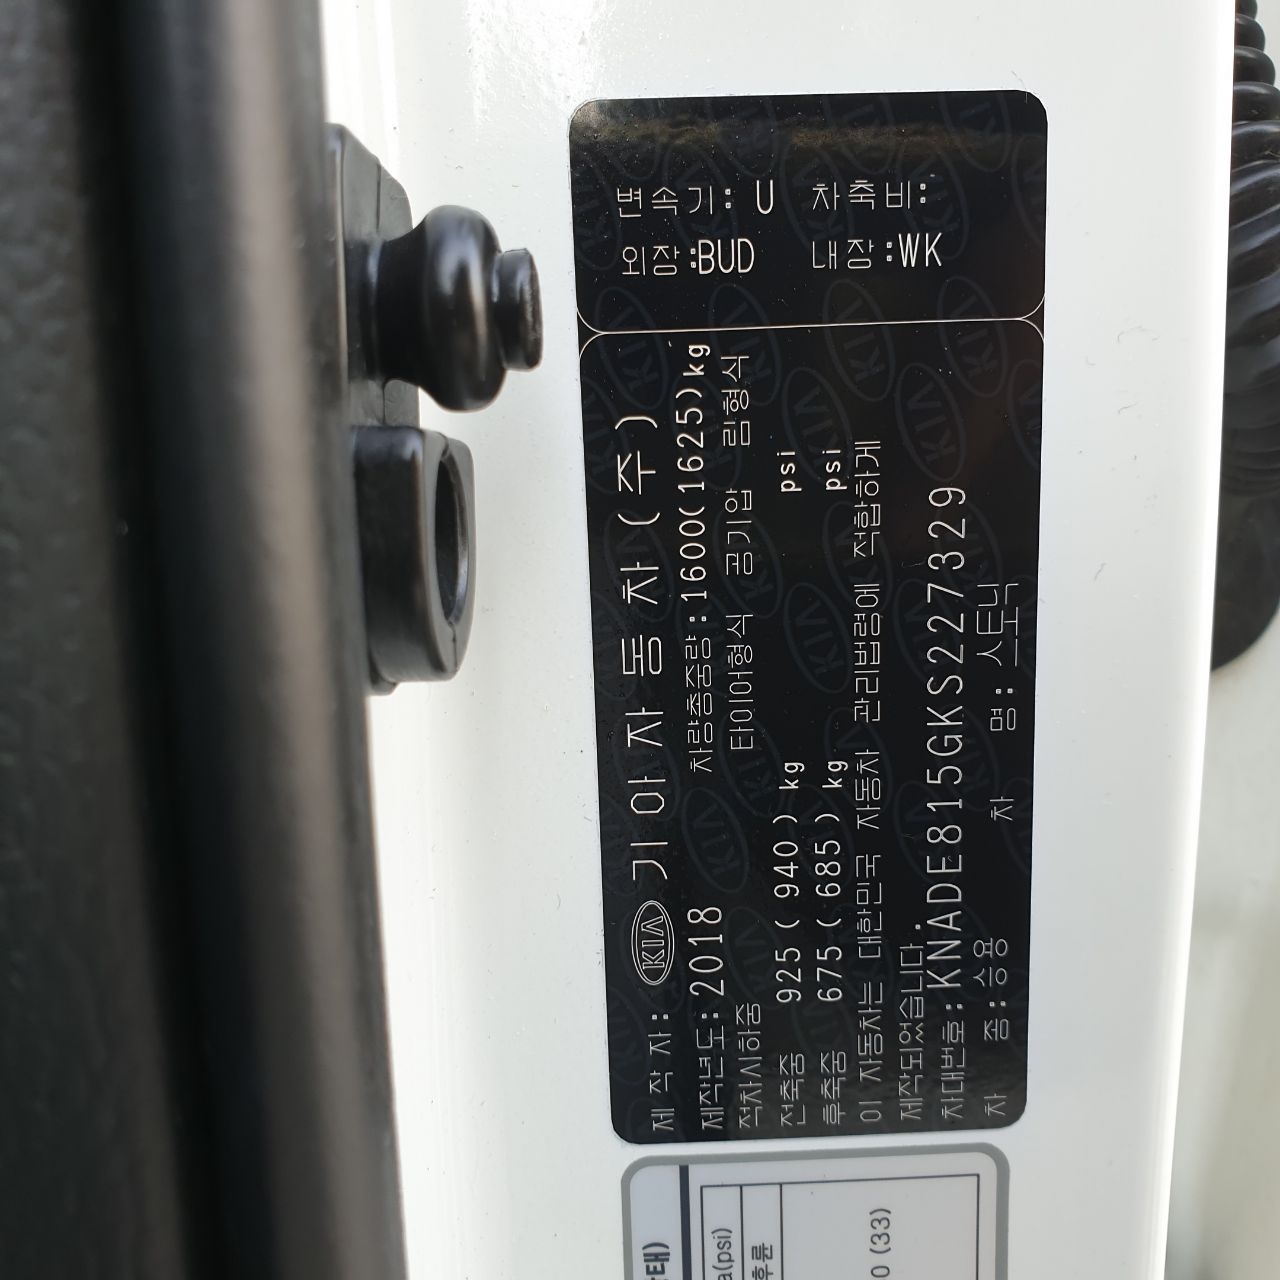 변속기: U 차축비:
외장:BUD 내장:WK
제 작 자: KIA 기아자동차(주)
제작년도:2018 차량총중량:1600(1625)kg
적차시하중 타이어형식 공기압 림형식
전축중 925 ( 940 ) kg psi
후축중 675 ( 685 ) kg psi
이 자동차는 대한민국 자동차 관리법령에 적합하게
제작되었습니다.
차대번호:KNADE815GKS227329
차 종:승용 차 명:스토닉
a(psi)
후륜
0 (33)